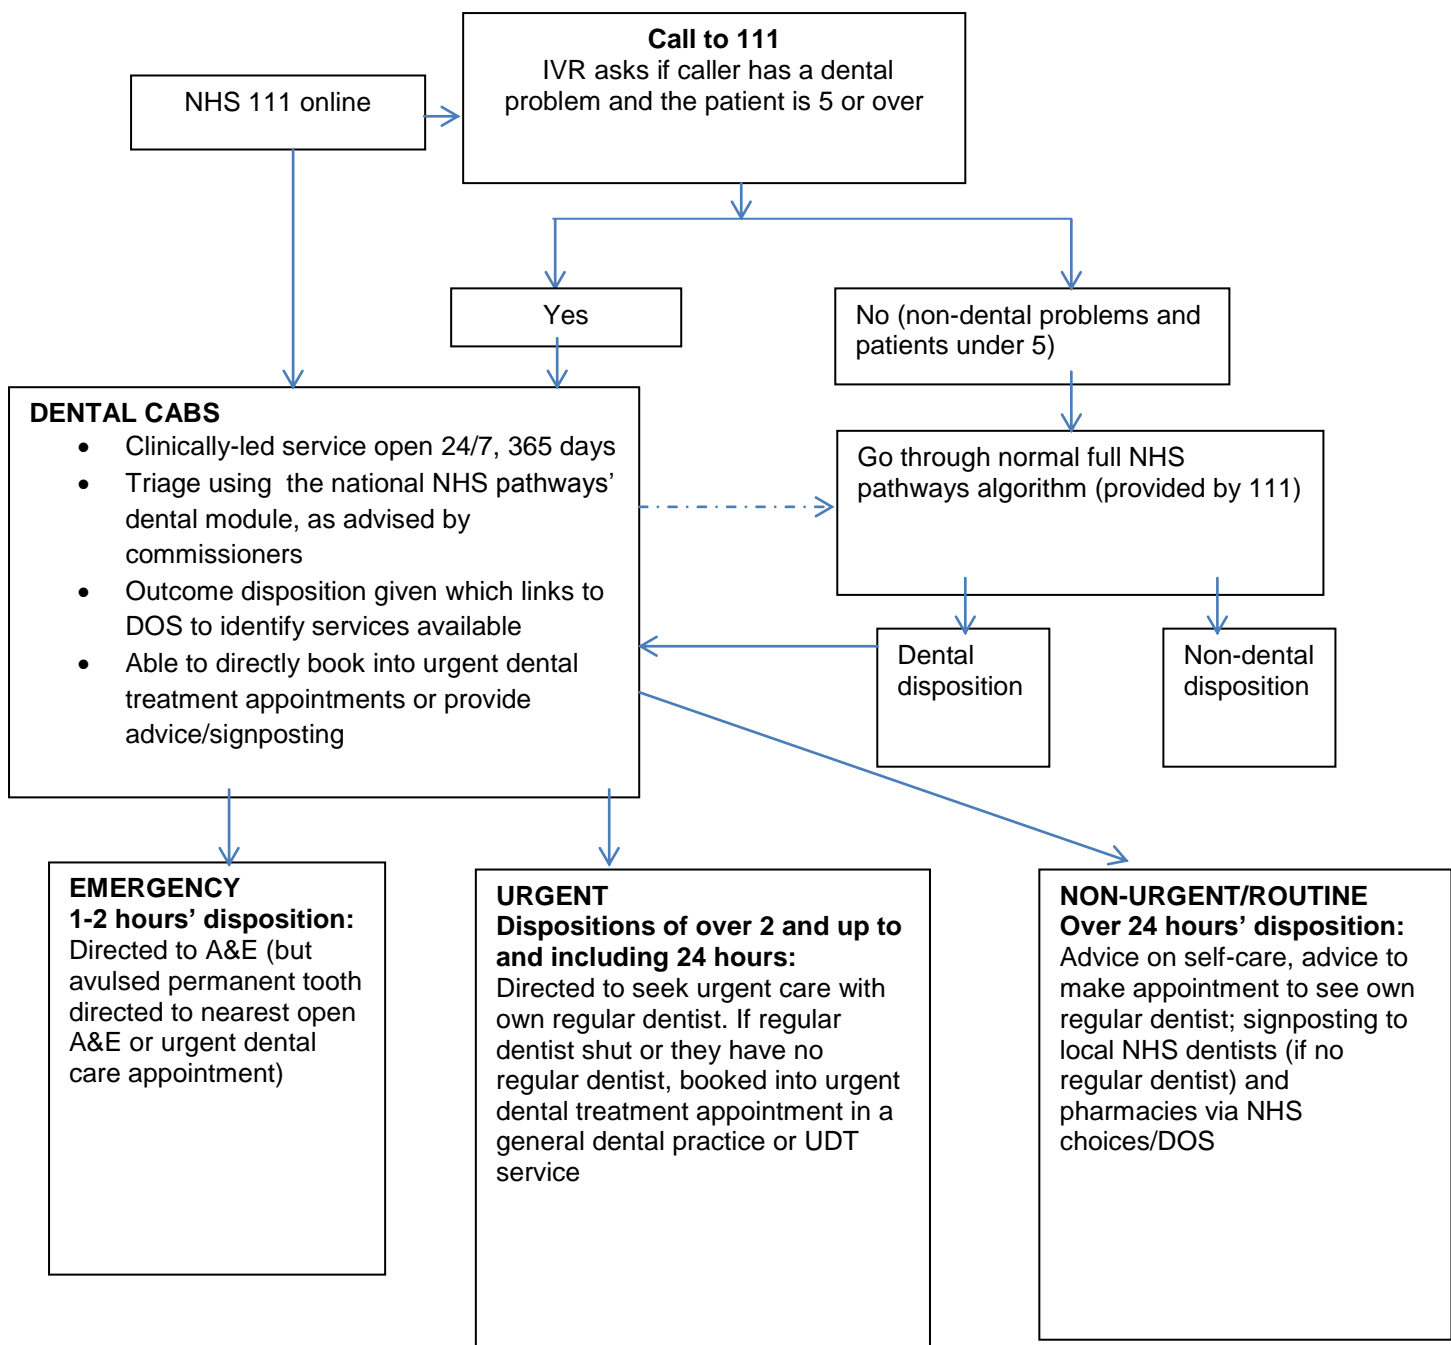 Call to 111
IVR asks if caller has a dental
problem and the patient is 5 or over
NHS 111 online
Yes
No (non-dental problems and
patients under 5)
DENTAL CABS
• Clinically-led service open 24/7, 365 days
• Triage using the national NHS pathways’
dental module, as advised by
commissioners
• Outcome disposition given which links to
DOS to identify services available
• Able to directly book into urgent dental
treatment appointments or provide
advice/signposting
Go through normal full NHS
pathways algorithm (provided by 111)
Dental
disposition
Non-dental
disposition
EMERGENCY
1-2 hours’ disposition:
Directed to A&E (but
avulsed permanent tooth
directed to nearest open
A&E or urgent dental
care appointment)
URGENT
Dispositions of over 2 and up to
and including 24 hours:
Directed to seek urgent care with
own regular dentist. If regular
dentist shut or they have no
regular dentist, booked into urgent
dental treatment appointment in a
general dental practice or UDT
service
NON-URGENT/ROUTINE
Over 24 hours’ disposition:
Advice on self-care, advice to
make appointment to see own
regular dentist; signposting to
local NHS dentists (if no
regular dentist) and
pharmacies via NHS
choices/DOS